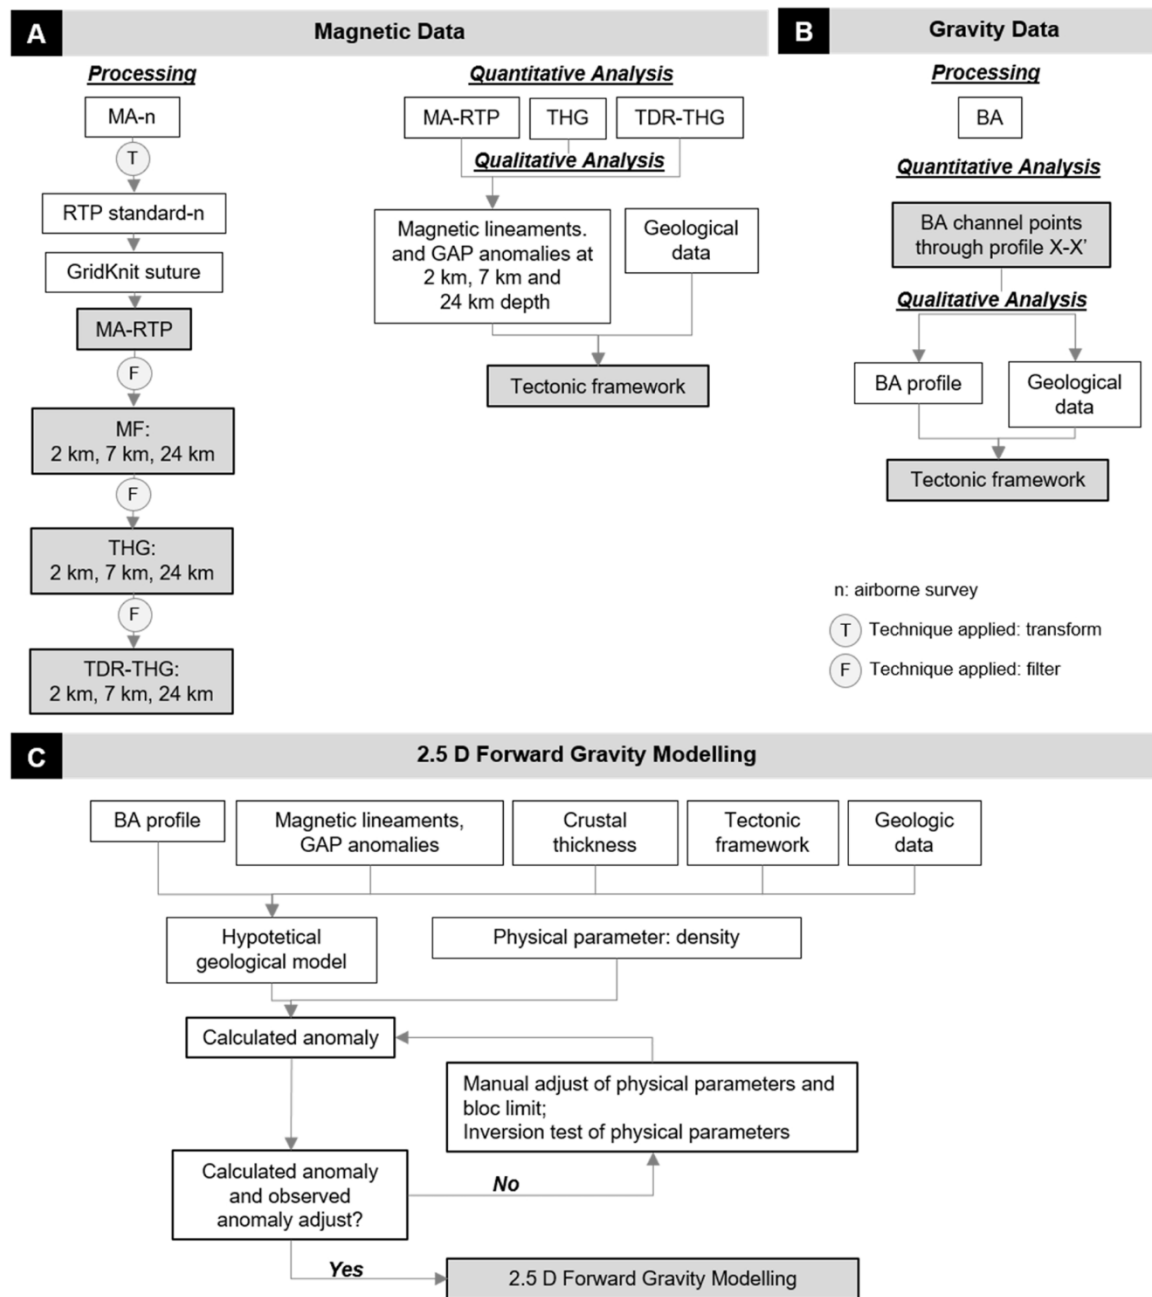 A
Magnetic Data
Processing
MA-n
T
RTP standard-n
GridKnit suture
MA-RTP
F
MF:
2 km, 7 km, 24 km
F
THG:
2 km, 7 km, 24 km
F
TDR-THG:
2 km, 7 km, 24 km
Quantitative Analysis
MA-RTP
THG
TDR-THG
Qualitative Analysis
Magnetic lineaments.
and GAP anomalies at
2 km, 7 km and
24 km depth
Geological
data
Tectonic framework
B
Gravity Data
Processing
BA
Quantitative Analysis
BA channel points
through profile X-X’
Qualitative Analysis
BA profile
Geological
data
Tectonic framework
n: airborne survey
T Technique applied: transform
F Technique applied: filter
C
2.5 D Forward Gravity Modelling
BA profile
Magnetic lineaments,
GAP anomalies
Crustal
thickness
Tectonic
framework
Geologic
data
Hypotetical
geological model
Physical parameter: density
Calculated anomaly
Manual adjust of physical parameters and
bloc limit;
Inversion test of physical parameters
Calculated anomaly
and observed
anomaly adjust?
No
Yes
2.5 D Forward Gravity Modelling